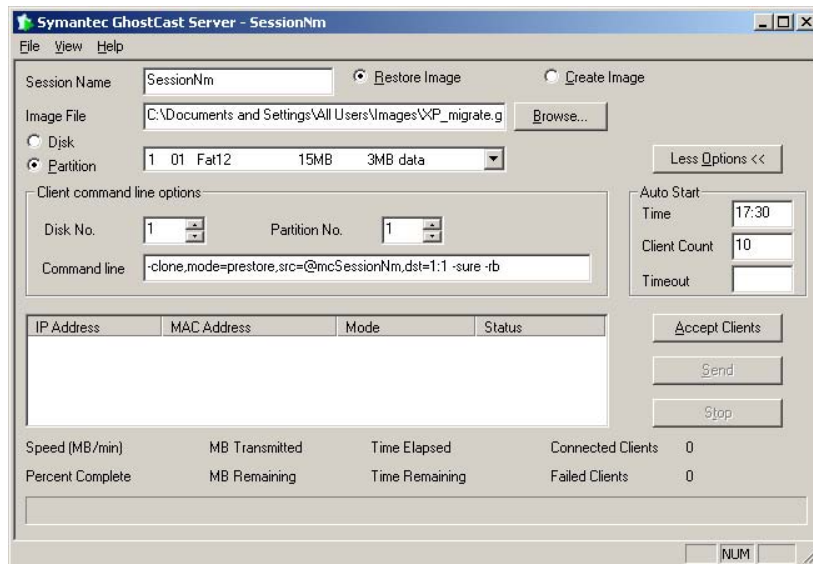 Symantec GhostCast Server - SessionNm
File View Help
Session Name SessionNm Restore Image Create Image
Image File C:\Documents and Settings\All Users\Images\XP_migrate.g Browse...
Disk
Partition 1 01 Fat12 15MB 3MB data Less Options <<
Client command line options Auto Start
Disk No. 1 Partition No. 1 Time 17:30
Client Count 10
Command line -clone,mode=prestore,src=@mcSessionNm,dst=1:1 -sure -rb
Timeout
IP Address MAC Address Mode Status Accept Clients
Send
Stop
Speed (MB/min) MB Transmitted Time Elapsed Connected Clients 0
Percent Complete MB Remaining Time Remaining Failed Clients 0
NUM